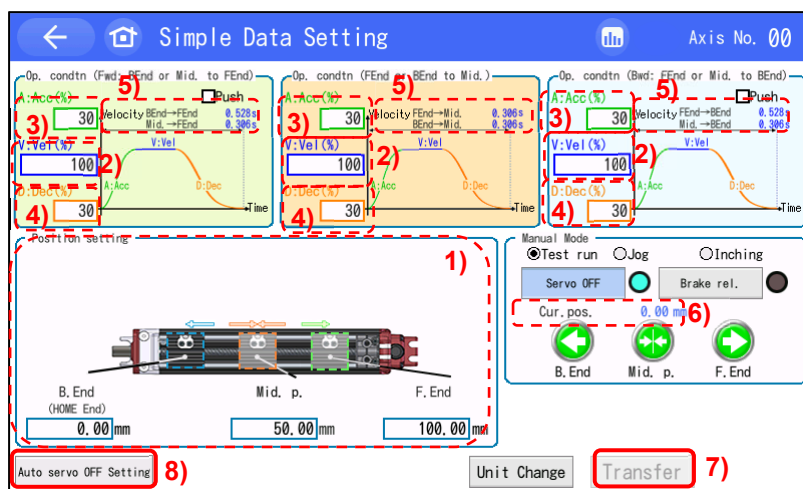 Simple Data Setting
Axis No. 00
Op. condtn (Fwd: BEnd or Mid. to FEnd)
A:Acc(%)
5)
Push
30
3)
Velocity
BEnd→FEnd 0.528s
Mid. →FEnd 0.306s
V:Vel(%)
100
2)
V:Vel
D:Dec(%)
30
4)
A:Acc
D:Dec
Time
Op. condtn (FEnd or BEnd to Mid.)
A:Acc(%)
5)
30
3)
Velocity
FEnd→Mid. 0.306s
BEnd→Mid. 0.306s
V:Vel(%)
100
2)
V:Vel
D:Dec(%)
30
4)
A:Acc
D:Dec
Time
Op. condtn (Bwd: FEnd or Mid. to BEnd)
A:Acc(%)
5)
Push
30
3)
Velocity
FEnd→BEnd 0.528s
Mid. →BEnd 0.306s
V:Vel(%)
100
2)
V:Vel
D:Dec(%)
30
4)
A:Acc
D:Dec
Time
Position setting
1)
B.End
(HOME End)
Mid. p.
F.End
0.00 mm
50.00 mm
100.00 mm
Manual Mode
Test run Jog Inching
Servo OFF
Brake rel.
Cur.pos. 0.00 mm
6)
B.End Mid. p. F.End
Auto servo OFF Setting
8)
Unit Change
Transfer
7)